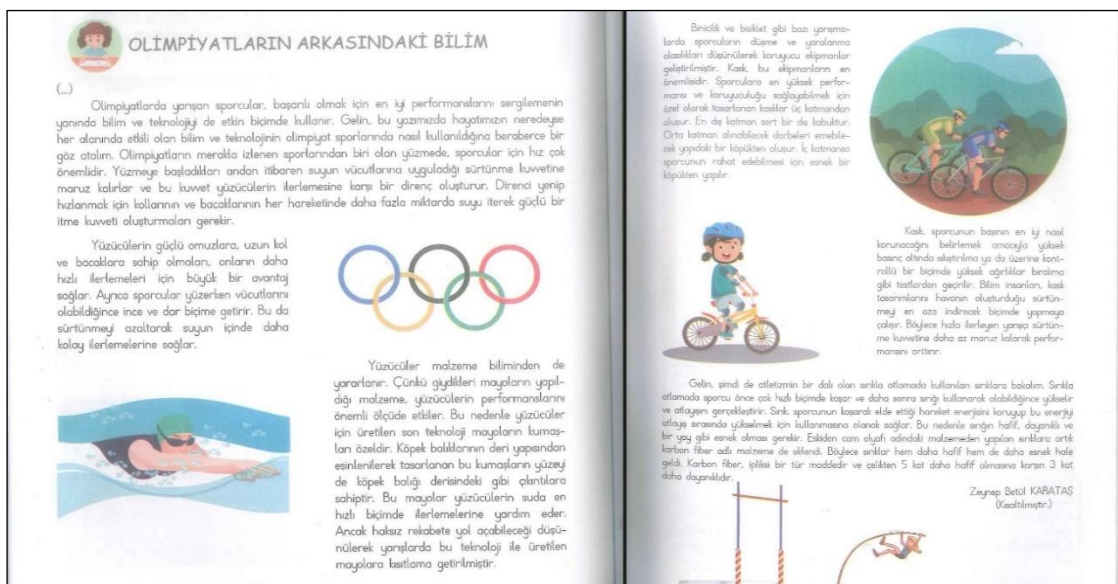 OLİMPİYATLARIN ARKASINDAKİ BİLİM
(...)
Olimpiyatlarda yarışan sporcular, başarılı olmak için en iyi performanslarını sergilemenin
yanında bilim ve teknolojiyi de etkin biçimde kullanır. Gelin, bu yazımızda hayatımızın neredeyse
her alanında etkili olan bilim ve teknolojinin olimpiyat sporlarında nasıl kullanıldığına beraberce bir
göz atalım. Olimpiyatların merakla izlenen sporlarından biri olan yüzmede, sporcular için hız çok
önemlidir. Yüzmeye başladıkları andan itibaren suyun vücutlarına uyguladığı sürtünme kuvvetine
maruz kalırlar ve bu kuvvet yüzücülerin ilerlemesine karşı bir direnç oluşturur. Direnci yenip
hızlanmak için kollarının ve bacaklarının her hareketinde daha fazla miktarda suyu iterek güçlü bir
itme kuvveti oluşturmaları gerekir.
Yüzücülerin güçlü omuzlara, uzun kol
ve bacaklara sahip olmaları, onların daha
hızlı ilerlemeleri için büyük bir avantaj
sağlar. Ayrıca sporcular yüzerken vücutlarını
olabildiğince ince ve dar biçime getirir. Bu da
sürtünmeyi azaltarak suyun içinde daha
kolay ilerlemelerine sağlar.
Yüzücüler malzeme biliminden de
yararlanır. Çünkü giydikleri mayoların yapıl-
dığı malzeme, yüzücülerin performanslarını
önemli ölçüde etkiler. Bu nedenle yüzücüler
için üretilen son teknoloji mayoların kumaş-
ları özeldir. Köpek balıklarının deri yapısından
esinlenilerek tasarlanan bu kumaşların yüzeyi
de köpek balığı derisindeki gibi çıkıntılara
sahiptir. Bu mayolar yüzücülerin suda en
hızlı biçimde ilerlemelerine yardım eder.
Ancak haksız rekabete yol açabileceği düşü-
nülerek yarışlarda bu teknoloji ile üretilen
mayolara kısıtlama getirilmiştir.
Binicilik ve bisiklet gibi bazı yarışma-
larda sporcuların düşme ve yaralanma
olasılıkları düşünülerek koruyucu ekipmanlar
geliştirilmiştir. Kask, bu ekipmanların en
önemlisidir. Sporculara en yüksek perfor-
mansı ve koruyuculuğu sağlayabilmek için
özel olarak tasarlanan kasklar üç katmandan
oluşur. En dış katman sert bir dış kabuktur.
Orta katman alınabilecek darbeleri emebile-
cek yapıdaki bir köpükten oluşur. İç katmansa
sporcunun rahat edebilmesi için esnek bir
köpükten yapılır.
Kask, sporcunun başının en iyi nasıl
korunacağını belirlemek amacıyla yüksek
basınç altında sıkıştırılma ya da üzerine kont-
rollü bir biçimde yüksek ağırlıklar bırakma
gibi testlerden geçirilir. Bilim insanları, kask
tasarımlarını havanın oluşturduğu sürtün-
meyi en aza indirecek biçimde yapmaya
çalışır. Böylece hızla ilerleyen yarışçı sürtün-
me kuvvetine daha az maruz kalarak perfor-
mansını arttırır.
Gelin, şimdi de atletizmin bir dalı olan sırıkla atlamada kullanılan sırıklara bakalım. Sırıkla
atlamada sporcu önce çok hızlı biçimde koşar ve daha sonra sırığı kullanarak olabildiğince yükselir
ve atlayışını gerçekleştirir. Sırık, sporcunun koşarak elde ettiği hareket enerjisini koruyup bu enerjiyi
atlayış sırasında yükselmek için kullanmasına olanak sağlar. Bu nedenle sırığın hafif, dayanıklı ve
bir yay gibi esnek olması gerekir. Eskiden cam elyafı adındaki malzemeden yapılan sırıklara artık
karbon fiber adlı malzeme de eklendi. Böylece sırıklar hem daha hafif hem de daha esnek hale
geldi. Karbon fiber, ipliksi bir tür maddedir ve çelikten 5 kat daha hafif olmasına karşın 3 kat
daha dayanıklıdır.
Zeynep Betül KABATAŞ
(Kısaltılmıştır.)